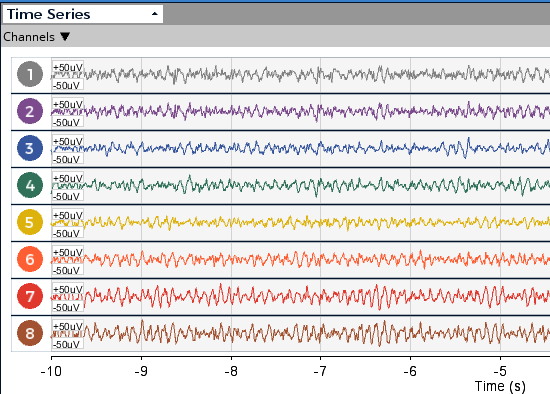 Time Series
Channels ▼
1 +50uV
-50uV
2 +50uV
-50uV
3 +50uV
-50uV
4 +50uV
-50uV
5 +50uV
-50uV
6 +50uV
-50uV
7 +50uV
-50uV
8 +50uV
-50uV
-10 -9 -8 -7 -6 -5
Time (s)